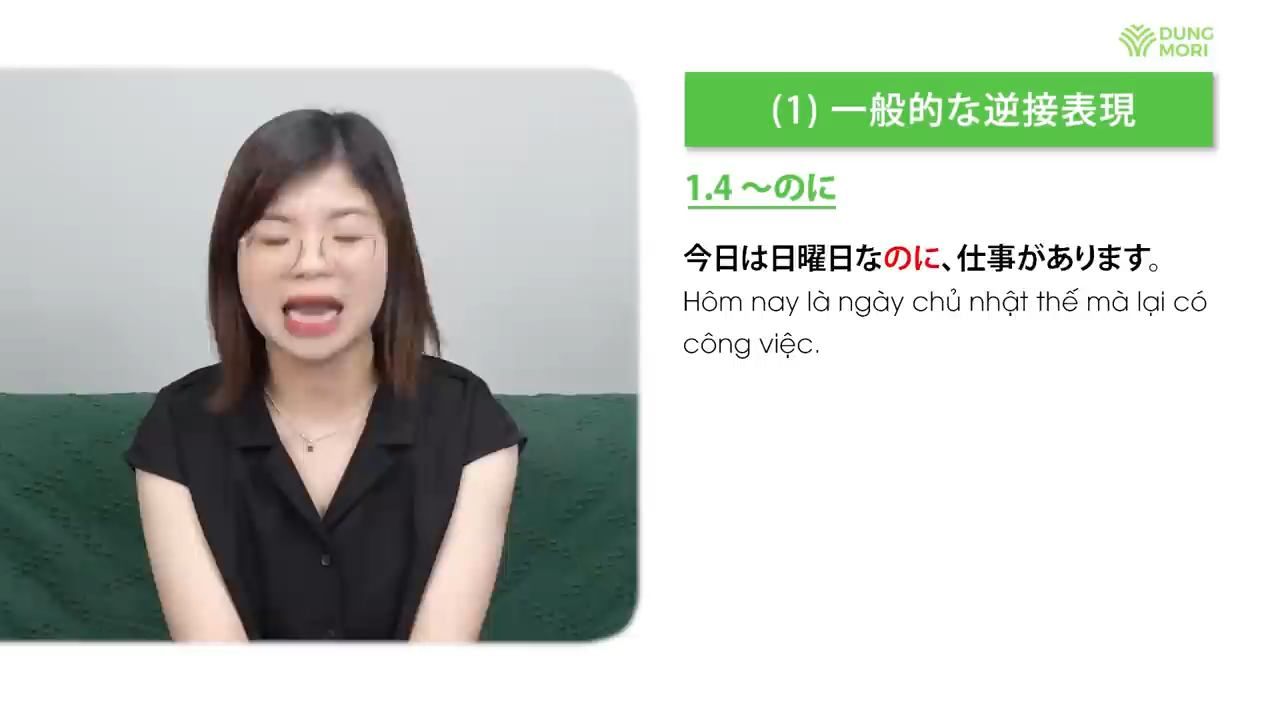 DUNG
MORI
(1) 一般的な逆接表現
1.4 〜のに
今日は日曜日なのに、仕事があります。
Hôm nay là ngày chủ nhật thế mà lại có
công việc.